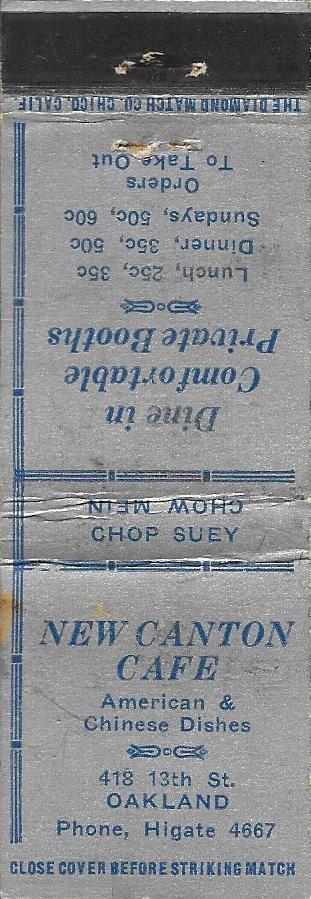 THE DIAMOND MATCH CO. CHICO, CALIF.
Dine in
Comfortable
Private Booths
Lunch, 25c, 35c
Dinner, 35c, 50c
Sundays, 50c, 60c
Orders
To Take Out
CHOW MEIN
CHOP SUEY
NEW CANTON
CAFE
American &
Chinese Dishes
418 13th St.
OAKLAND
Phone, Higate 4667
CLOSE COVER BEFORE STRIKING MATCH